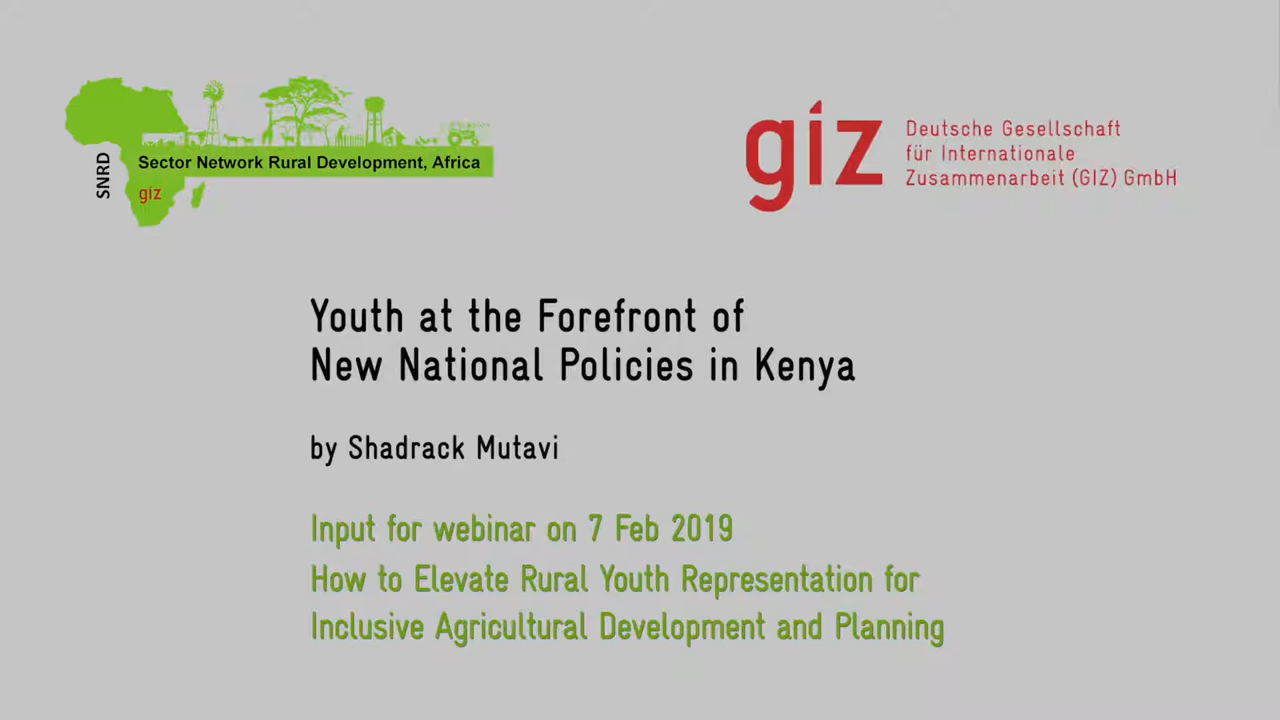 SNRD
Sector Network Rural Development, Africa
giz
giz
Deutsche Gesellschaft
für Internationale
Zusammenarbeit (GIZ) GmbH
Youth at the Forefront of
New National Policies in Kenya
by Shadrack Mutavi
Input for webinar on 7 Feb 2019
How to Elevate Rural Youth Representation for
Inclusive Agricultural Development and Planning